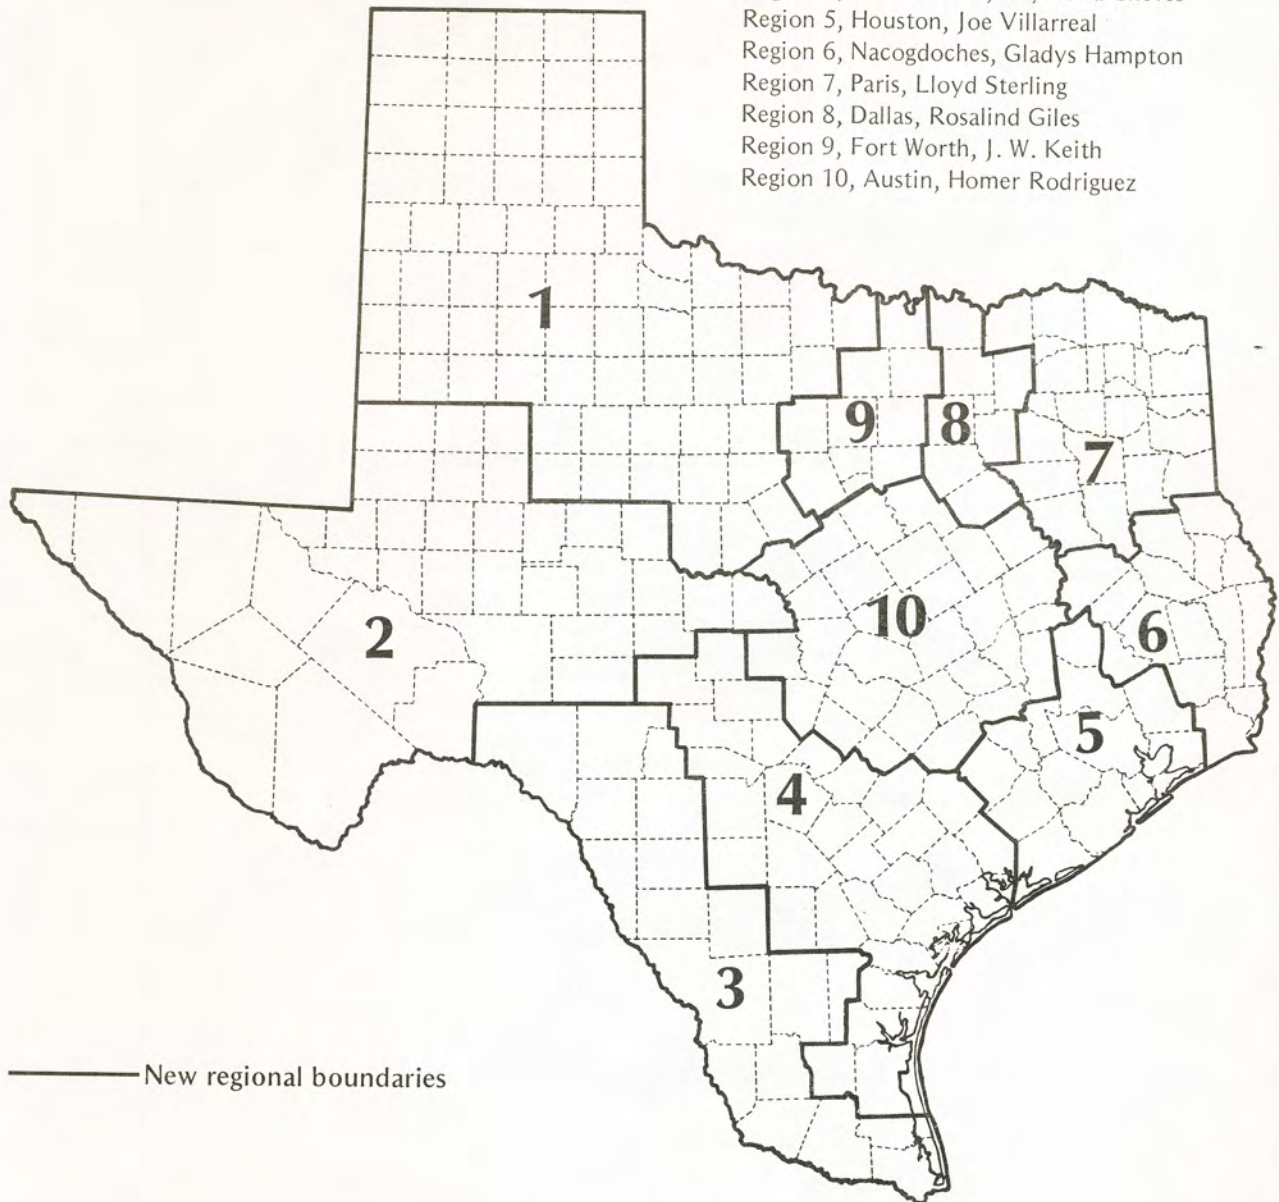 Region 5, Houston, Joe Villarreal
Region 6, Nacogdoches, Gladys Hampton
Region 7, Paris, Lloyd Sterling
Region 8, Dallas, Rosalind Giles
Region 9, Fort Worth, J. W. Keith
Region 10, Austin, Homer Rodriguez
1
9
8
7
2
10
6
5
4
3
New regional boundaries